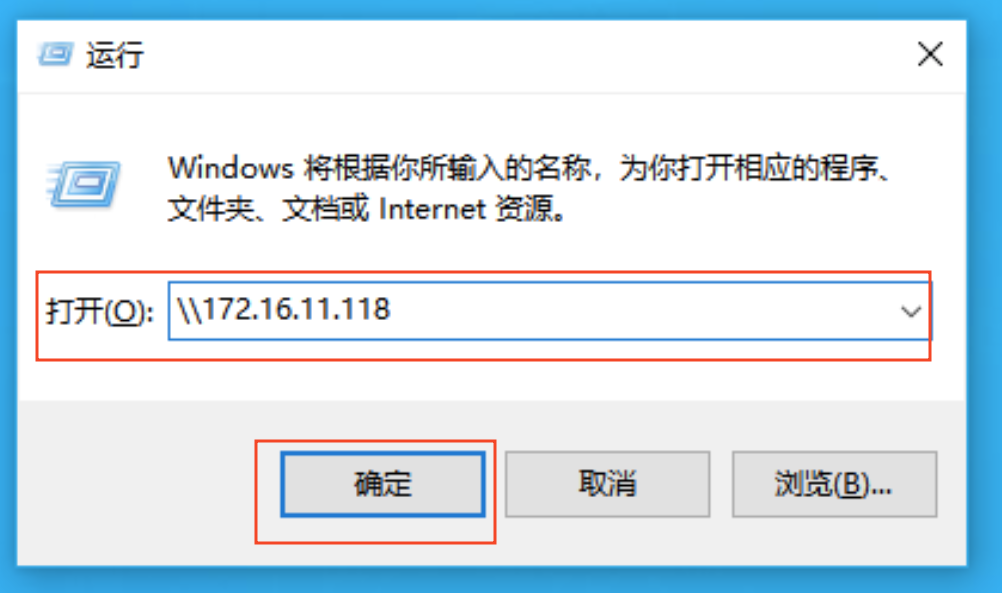 运行
Windows 将根据你所输入的名称，为你打开相应的程序、
文件夹、文档或 Internet 资源。
打开(O): \\172.16.11.118
确定 取消 浏览(B)...